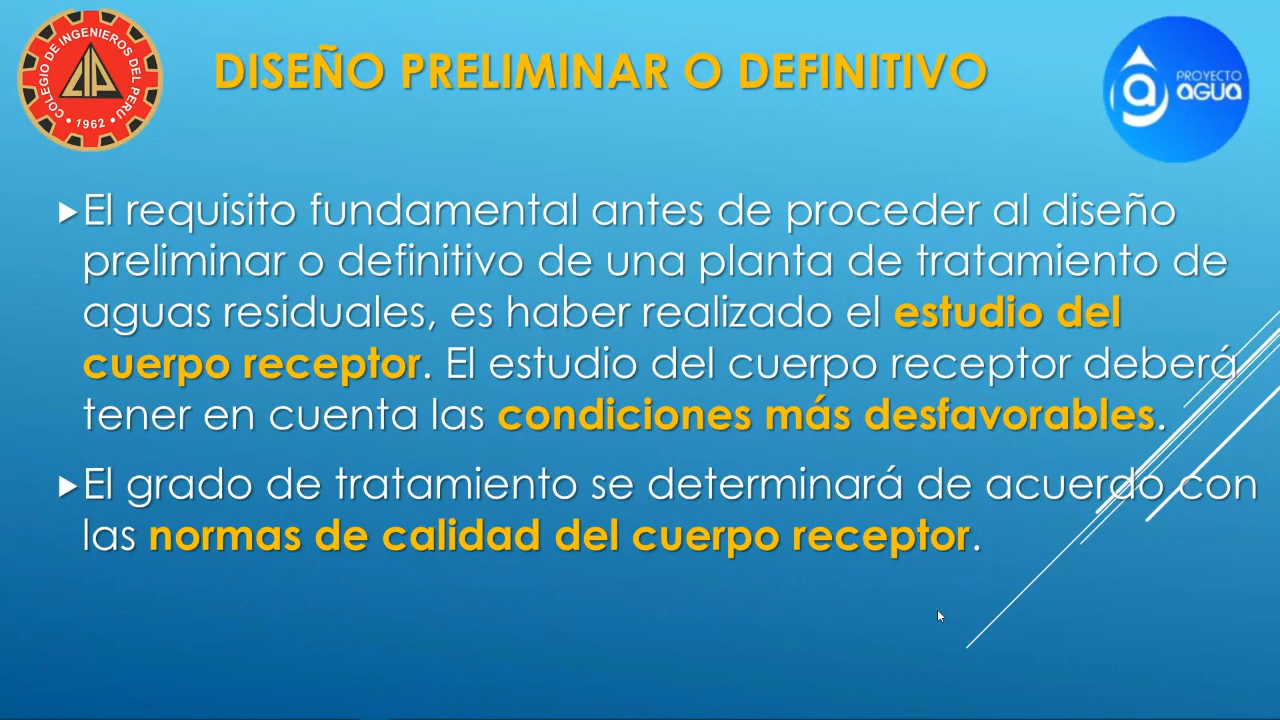 COLEGIO DE INGENIEROS DEL PERU
CIP
• 1962 •
DISEÑO PRELIMINAR O DEFINITIVO
PROYECTO
AGUA
El requisito fundamental antes de proceder al diseño
preliminar o definitivo de una planta de tratamiento de
aguas residuales, es haber realizado el estudio del
cuerpo receptor. El estudio del cuerpo receptor deberá
tener en cuenta las condiciones más desfavorables.
El grado de tratamiento se determinará de acuerdo con
las normas de calidad del cuerpo receptor.